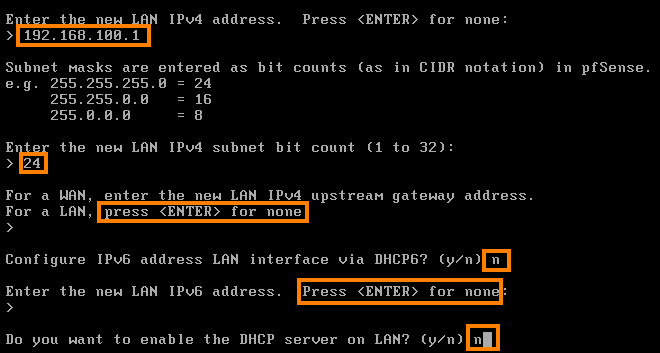 Enter the new LAN IPv4 address.  Press <ENTER> for none:
> 192.168.100.1
Subnet masks are entered as bit counts (as in CIDR notation) in pfSense.
e.g. 255.255.255.0 = 24
     255.255.0.0   = 16
     255.0.0.0     = 8
Enter the new LAN IPv4 subnet bit count (1 to 32):
> 24
For a WAN, enter the new LAN IPv4 upstream gateway address.
For a LAN, press <ENTER> for none
>
Configure IPv6 address LAN interface via DHCP6? (y/n) n
Enter the new LAN IPv6 address.  Press <ENTER> for none:
>
Do you want to enable the DHCP server on LAN? (y/n) n